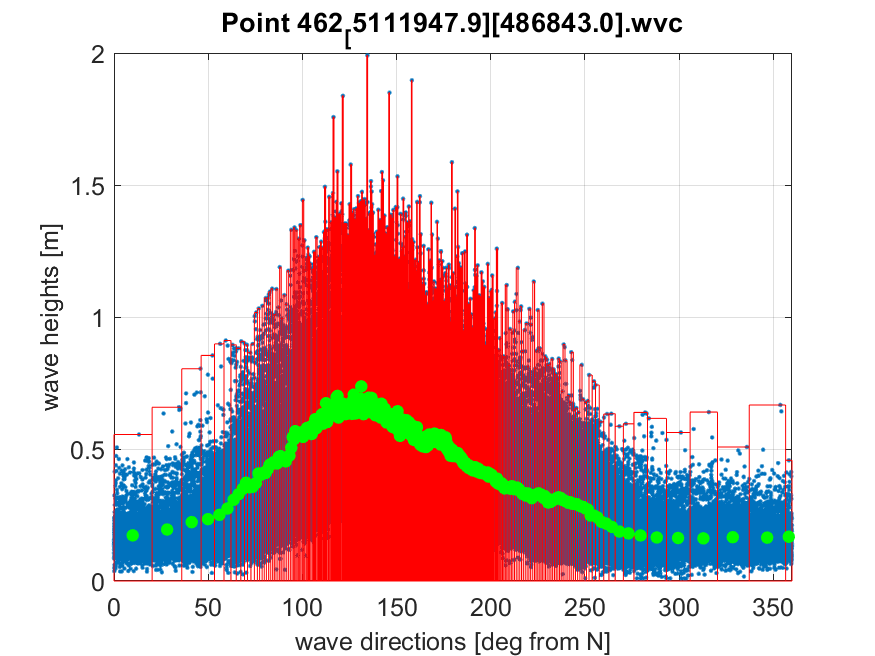 Point 462[5111947.9][486843.0].wvc
2
1.5
1
0.5
0
wave heights [m]
0 50 100 150 200 250 300 350
wave directions [deg from N]